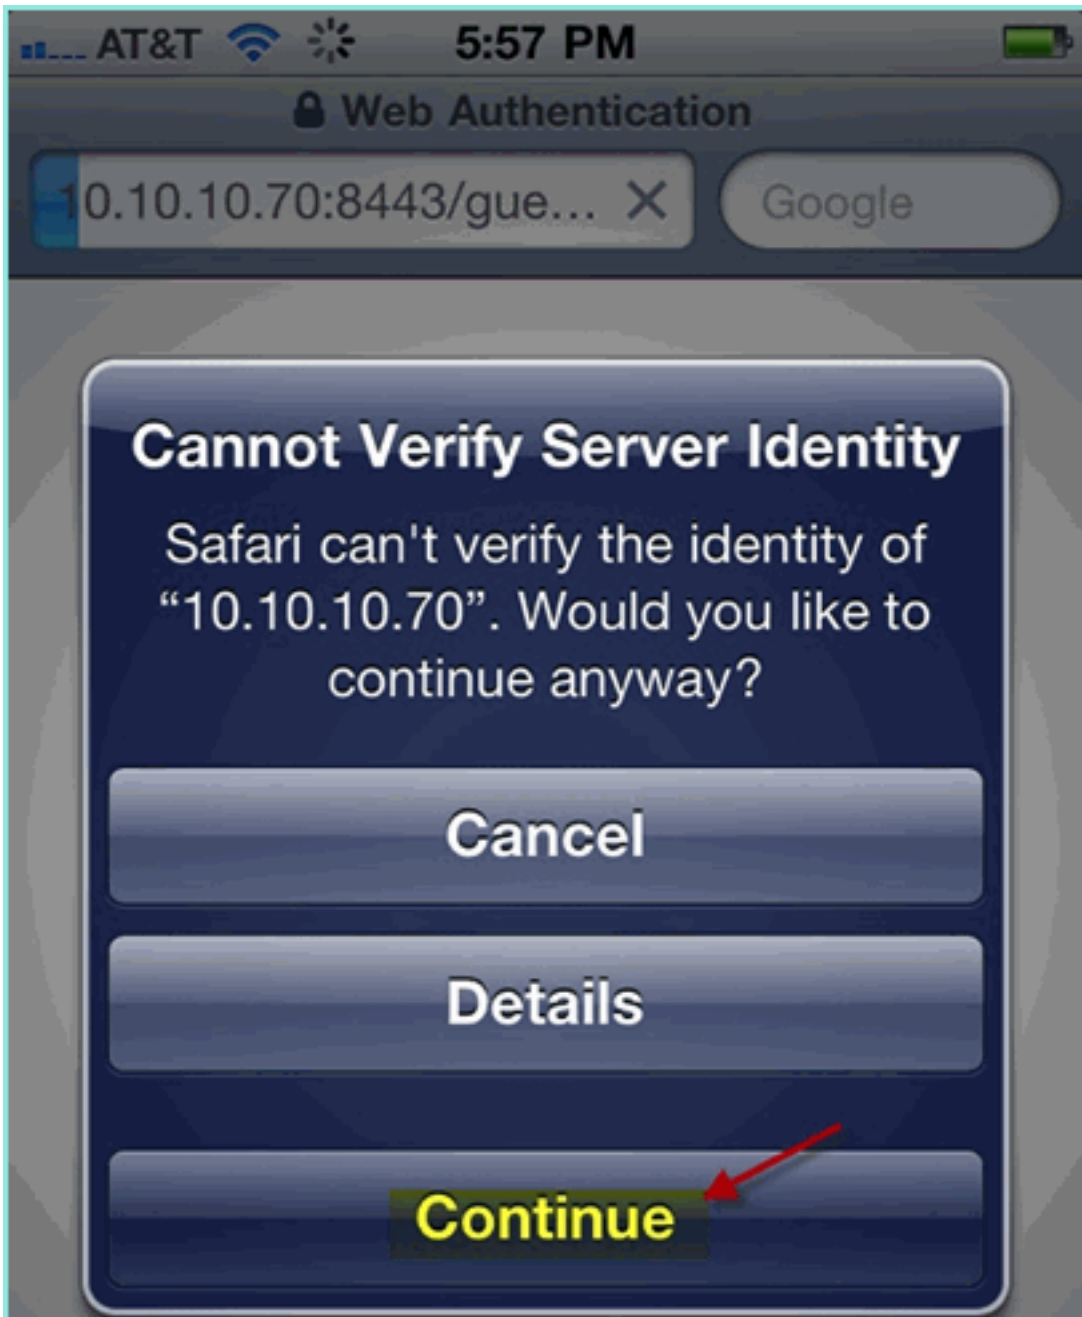 AT&T 5:57 PM
Web Authentication
10.10.10.70:8443/gue... Google
Cannot Verify Server Identity
Safari can't verify the identity of
“10.10.10.70”. Would you like to
continue anyway?
Cancel
Details
Continue